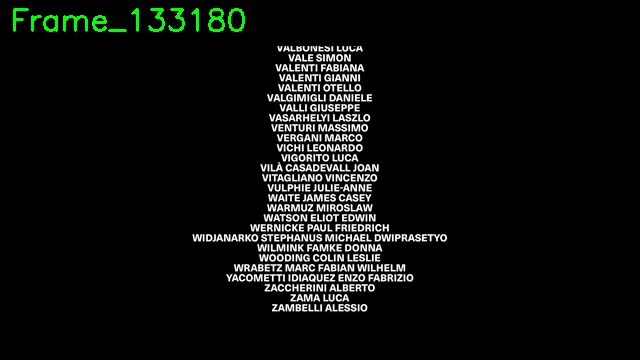 Frame_133180
VALBONESI LUCA
VALE SIMON
VALENTI FABIANA
VALENTI GIANNI
VALENTI OTELLO
VALGIMIGLI DANIELE
VALLI GIUSEPPE
VASARHELYI LASZLO
VENTURI MASSIMO
VERGANI MARCO
VICHI LEONARDO
VIGORITO LUCA
VILÀ CASADEVALL JOAN
VITAGLIANO VINCENZO
VULPHIE JULIE-ANNE
WAITE JAMES CASEY
WARMUZ MIROSLAW
WATSON ELIOT EDWIN
WERNICKE PAUL FRIEDRICH
WIDJANARKO STEPHANUS MICHAEL DWIPRASETYO
WILMINK FAMKE DONNA
WOODING COLIN LESLIE
WRABETZ MARC FABIAN WILHELM
YACOMETTI IDIAQUEZ ENZO FABRIZIO
ZACCHERINI ALBERTO
ZAMA LUCA
ZAMBELLI ALESSIO